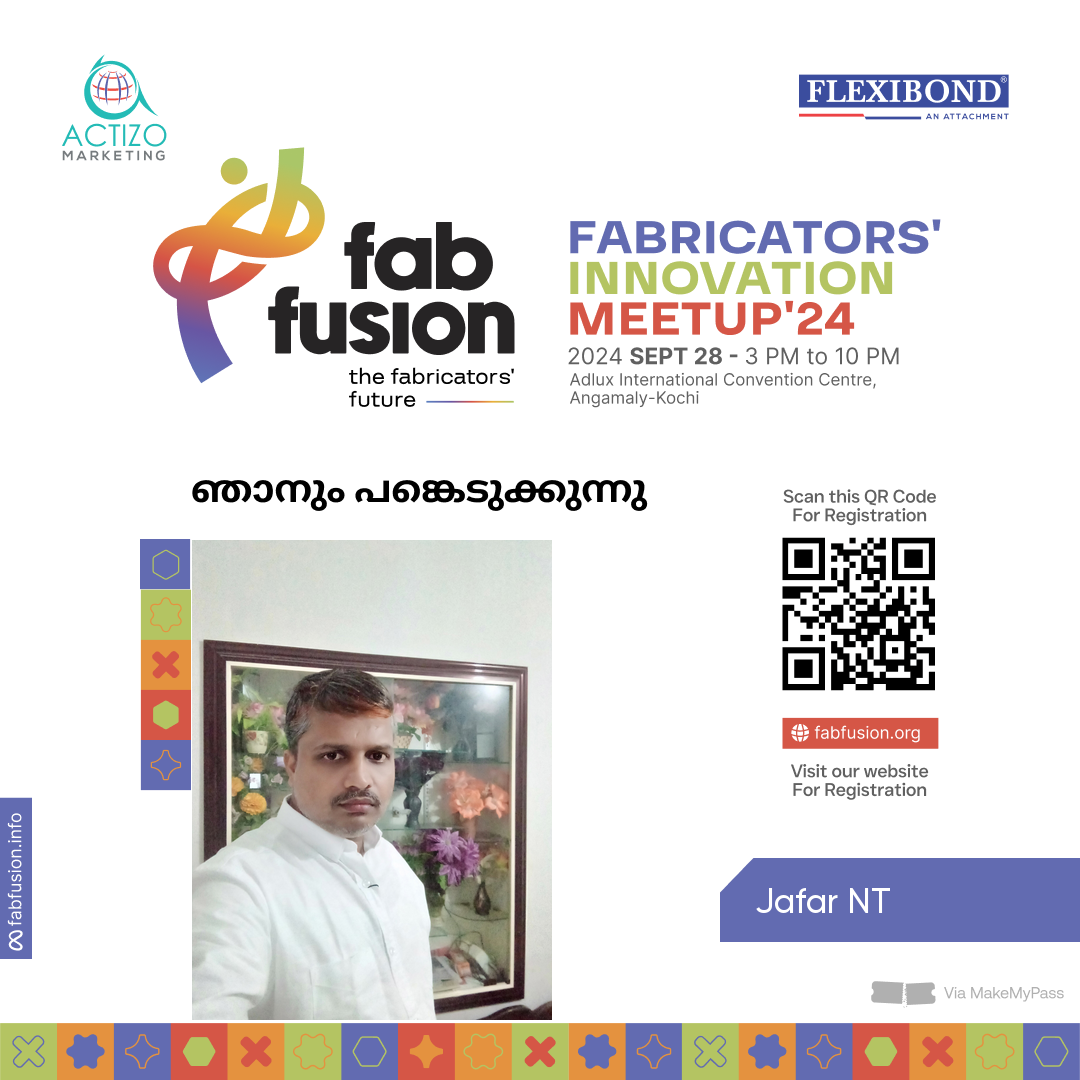 ACTIZO
MARKETING
FLEXIBOND®
AN ATTACHMENT
fab
fusion
the fabricators'
future
FABRICATORS'
INNOVATION
MEETUP'24
2024 SEPT 28 - 3 PM to 10 PM
Adlux International Convention Centre,
Angamaly-Kochi
ഞാനും പങ്കെടുക്കുന്നു
Scan this QR Code
For Registration
fabfusion.org
Visit our website
For Registration
fabfusion.info
Jafar NT
Via MakeMyPass